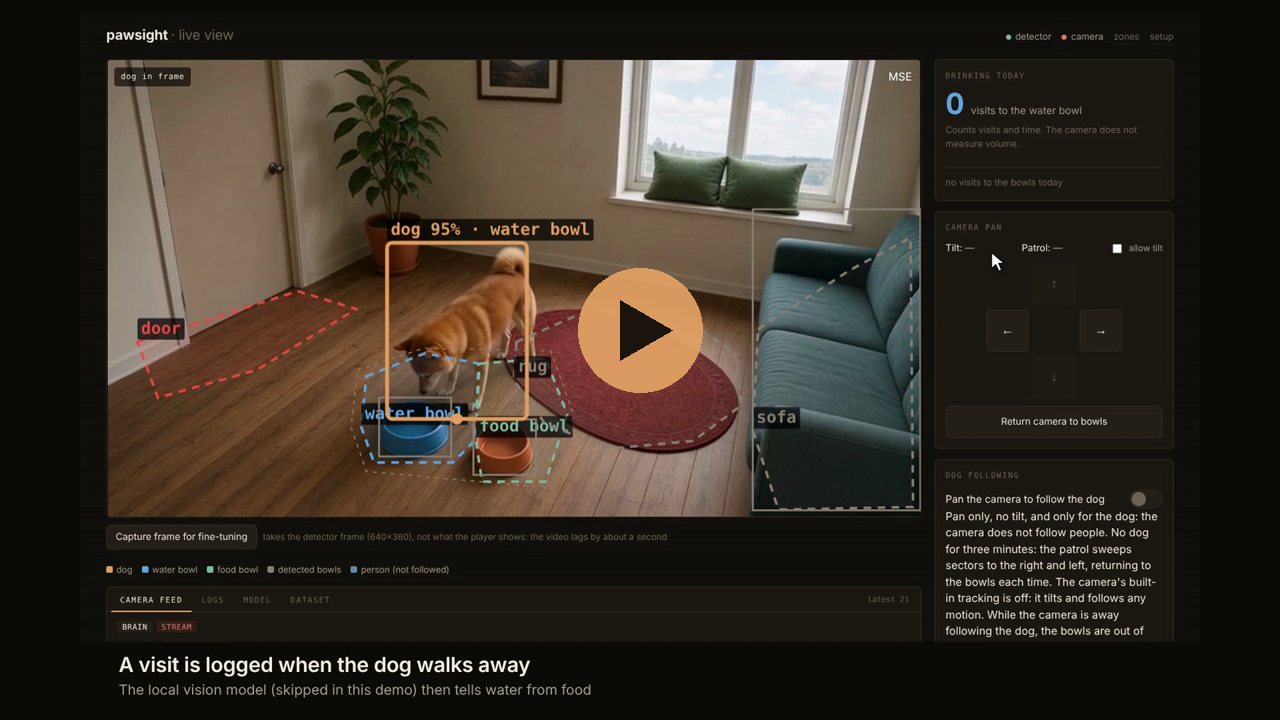 pawsight · live view
detector camera zones setup
dog in frame
MSE
dog 95% · water bowl
door
rug
water bowl
food bowl
sofa
Capture frame for fine-tuning
takes the detector frame (640×360), not what the player shows: the video lags by about a second
dog water bowl food bowl detected bowls person (not followed)
CAMERA FEED LOGS MODEL DATASET latest 21
BRAIN STREAM
DRINKING TODAY
0 visits to the water bowl
Counts visits and time. The camera does not
measure volume.
no visits to the bowls today
CAMERA PAN
Tilt: — Patrol: — allow tilt
↑
← →
↓
Return camera to bowls
DOG FOLLOWING
Pan the camera to follow the dog
Pan only, no tilt, and only for the dog: the
camera does not follow people. No dog
for three minutes: the patrol sweeps
sectors to the right and left, returning to
the bowls each time. The camera's built-
in tracking is off: it tilts and follows any
motion. While the camera is away
following the dog, the bowls are out of
A visit is logged when the dog walks away
The local vision model (skipped in this demo) then tells water from food